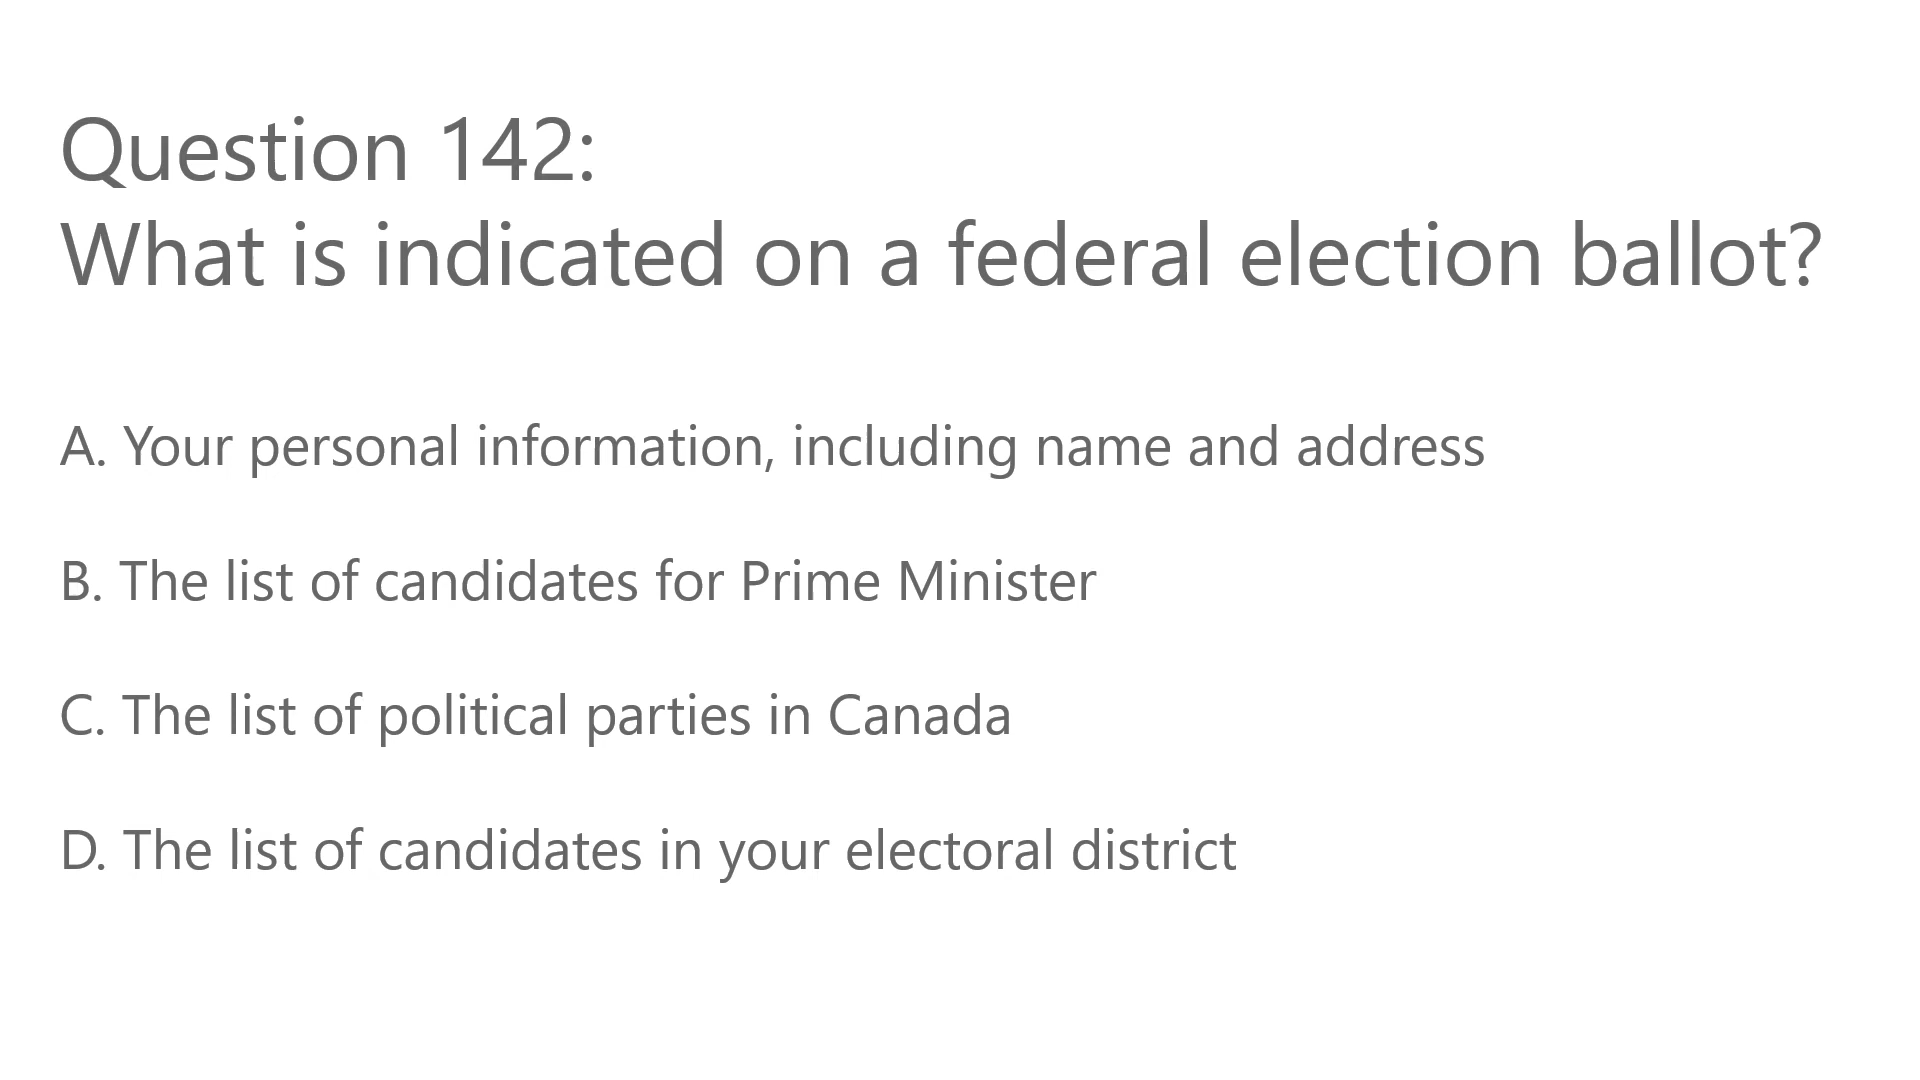 Question 142:
What is indicated on a federal election ballot?
A. Your personal information, including name and address
B. The list of candidates for Prime Minister
C. The list of political parties in Canada
D. The list of candidates in your electoral district